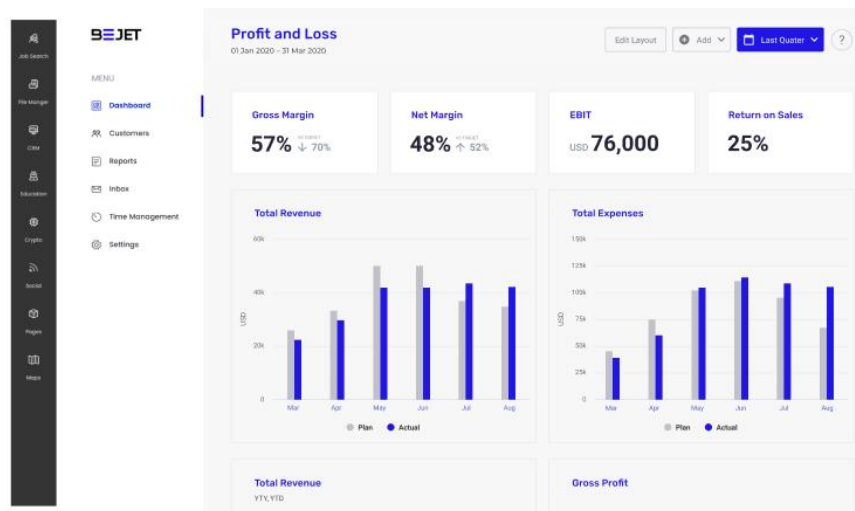 Job Search
File Manger
CRM
Education
Crypto
Social
Pages
Maps
BEJET
MENU
Dashboard
Customers
Reports
Inbox
Time Management
Settings
Profit and Loss
01 Jan 2020 - 31 Mar 2020
Edit Layout
Add
Last Quater
?
Gross Margin
57% 70%
Net Margin
48% 52%
EBIT
USD 76,000
Return on Sales
25%
Total Revenue
60k
40k
20k
0
USD
Mar Apr May Jun Jul Aug
Plan Actual
Total Expenses
150k
125k
100k
75k
50k
25k
0
USD
Mar Apr May Jun Jul Aug
Plan Actual
Total Revenue
YTY, YTD
Gross Profit